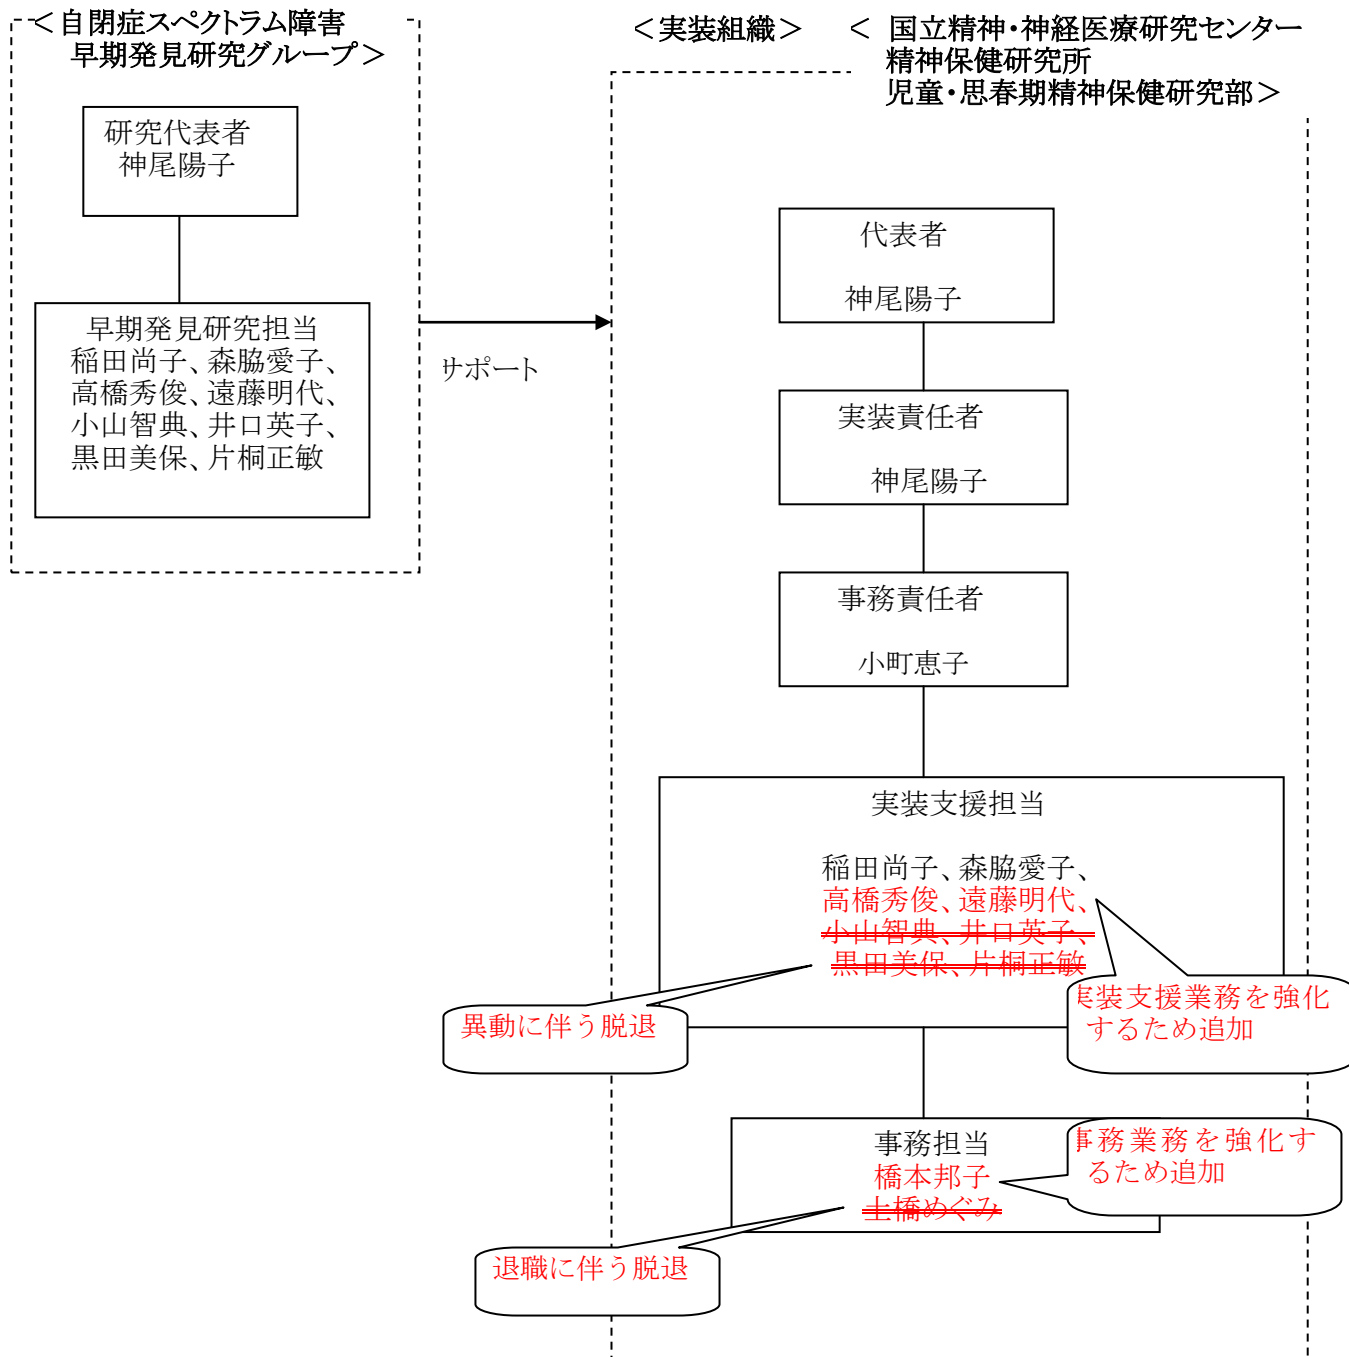 ＜自閉症スペクトラム障害
早期発見研究グループ＞
研究代表者
神尾陽子
早期発見研究担当
稲田尚子、森脇愛子、
高橋秀俊、遠藤明代、
小山智典、井口英子、
黒田美保、片桐正敏
サポート
＜実装組織＞
＜ 国立精神・神経医療研究センター
精神保健研究所
児童・思春期精神保健研究部＞
代表者
神尾陽子
実装責任者
神尾陽子
事務責任者
小町恵子
実装支援担当
稲田尚子、森脇愛子、
高橋秀俊、遠藤明代、
小山智典、井口英子、
黒田美保、片桐正敏
異動に伴う脱退
実装支援業務を強化
するため追加
事務担当
橋本邦子
土橋めぐみ
事務業務を強化す
るため追加
退職に伴う脱退